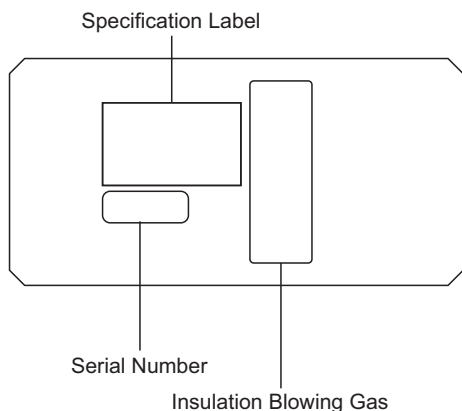 Specification Label
Serial Number
Insulation Blowing Gas